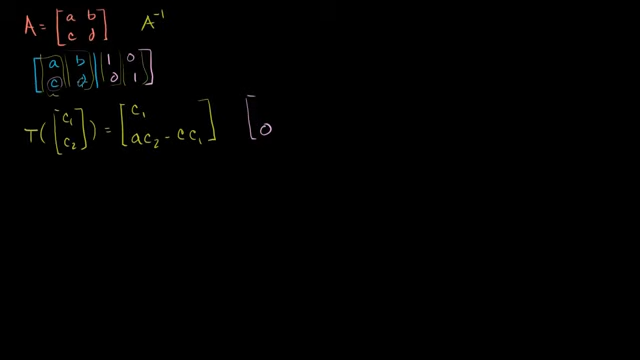 A = [ a b ; c d ] A⁻¹
[ a b | 1 0 ; c d | 0 1 ]
T( [ c₁ ; c₂ ] ) = [ c₁ ; ac₂ - cc₁ ] [ 0